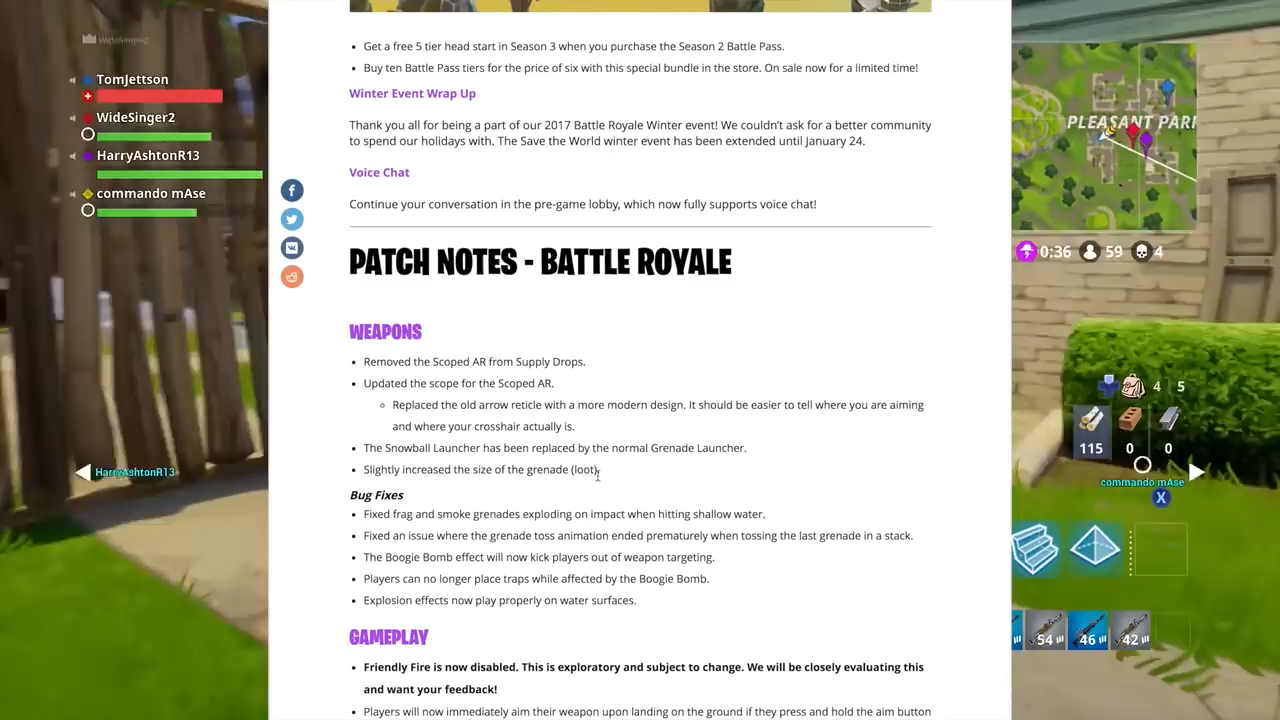 WideSinger2
TomJettson
WideSinger2
HarryAshtonR13
commando mAse
HarryAshtonR13
Get a free 5 tier head start in Season 3 when you purchase the Season 2 Battle Pass.
Buy ten Battle Pass tiers for the price of six with this special bundle in the store. On sale now for a limited time!
Winter Event Wrap Up
Thank you all for being a part of our 2017 Battle Royale Winter event! We couldn’t ask for a better community
to spend our holidays with. The Save the World winter event has been extended until January 24.
Voice Chat
Continue your conversation in the pre-game lobby, which now fully supports voice chat!
PATCH NOTES - BATTLE ROYALE
WEAPONS
Removed the Scoped AR from Supply Drops.
Updated the scope for the Scoped AR.
Replaced the old arrow reticle with a more modern design. It should be easier to tell where you are aiming
and where your crosshair actually is.
The Snowball Launcher has been replaced by the normal Grenade Launcher.
Slightly increased the size of the grenade (loot).
Bug Fixes
Fixed frag and smoke grenades exploding on impact when hitting shallow water.
Fixed an issue where the grenade toss animation ended prematurely when tossing the last grenade in a stack.
The Boogie Bomb effect will now kick players out of weapon targeting.
Players can no longer place traps while affected by the Boogie Bomb.
Explosion effects now play properly on water surfaces.
GAMEPLAY
Friendly Fire is now disabled. This is exploratory and subject to change. We will be closely evaluating this
and want your feedback!
Players will now immediately aim their weapon upon landing on the ground if they press and hold the aim button
PLEASANT PARK
0:36 59 4
4 | 5
115 0 0
commando mAse
X
54 46 42